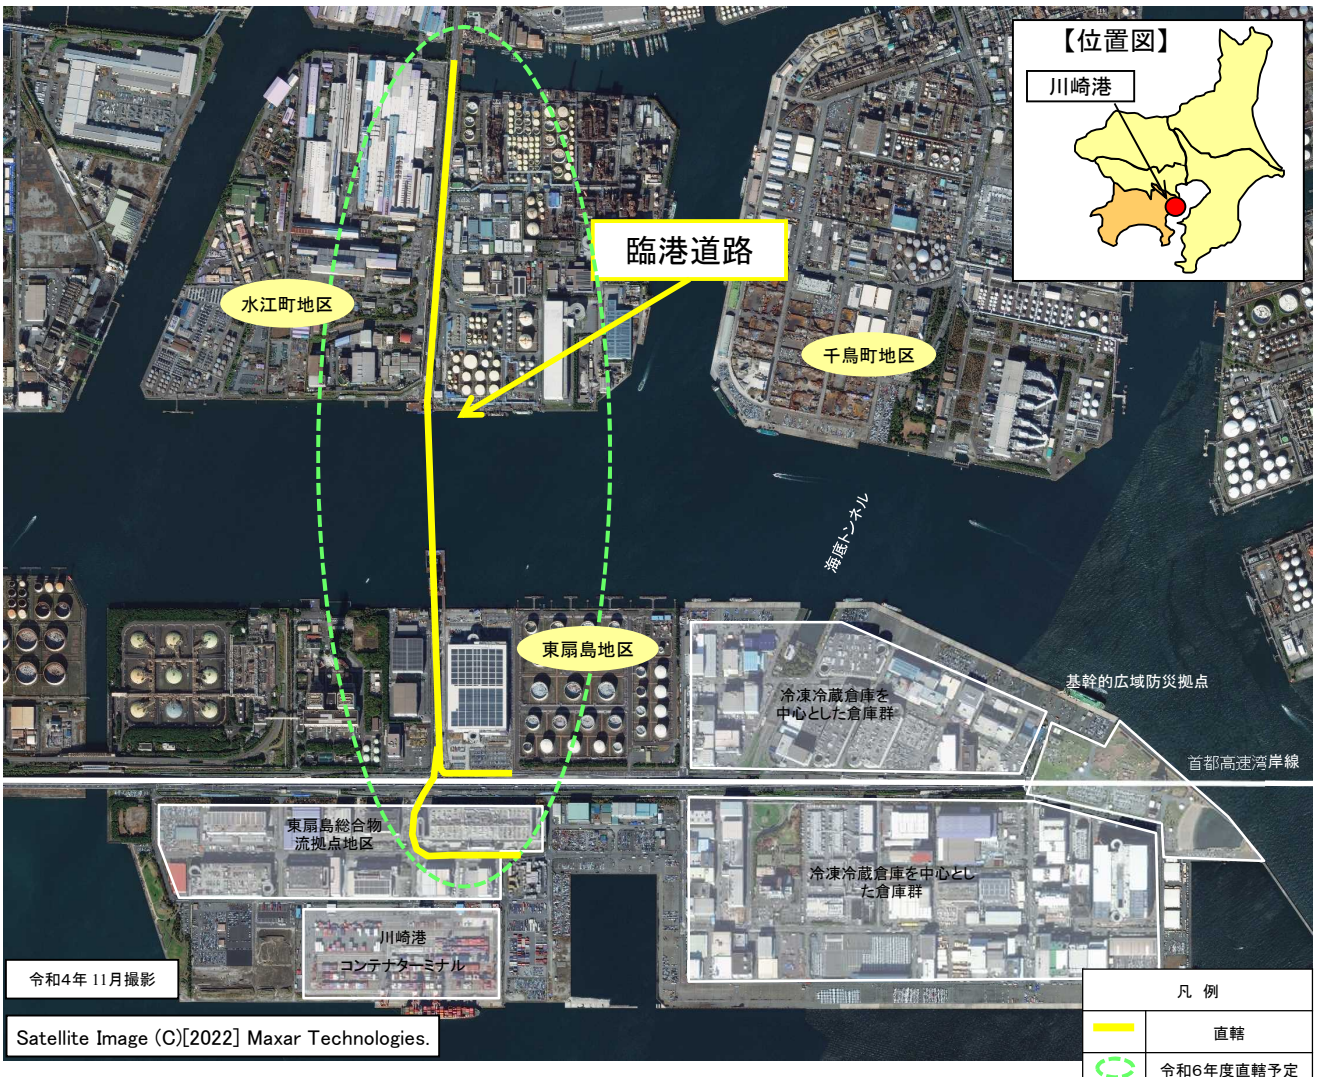 【位置図】
川崎港
臨港道路
水江町地区
千鳥町地区
海底トンネル
東扇島地区
基幹的広域防災拠点
冷凍冷蔵倉庫を
中心とした倉庫群
首都高速湾岸線
東扇島総合物
流拠点地区
冷凍冷蔵倉庫を中心とし
た倉庫群
川崎港
コンテナターミナル
令和4年 11月撮影
Satellite Image (C)[2022] Maxar Technologies.
凡 例
直轄
令和6年度直轄予定